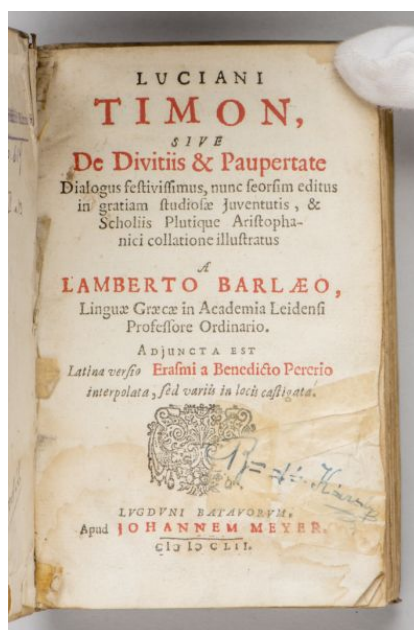 LUCIANI
TIMON,
SIVE
De Divitiis & Paupertate
Dialogus feſtiviſſimus, nunc ſeorſim editus
in gratiam ſtudioſæ Juventutis, &
Scholiis Plutique Ariſtopha-
nici collatione illuſtratus
A
LAMBERTO BARLÆO,
Linguæ Græcæ in Academia Leidenſi
Profeſſore Ordinario.
ADJUNCTA EST
Latina verſio Eraſmi a Benedicto Pererio
interpolata, ſed variis in locis caſtigata.
LVGDVNI BATAVORVM,
Apud JOHANNEM MEYER.
CIↃ IↃ CLII.